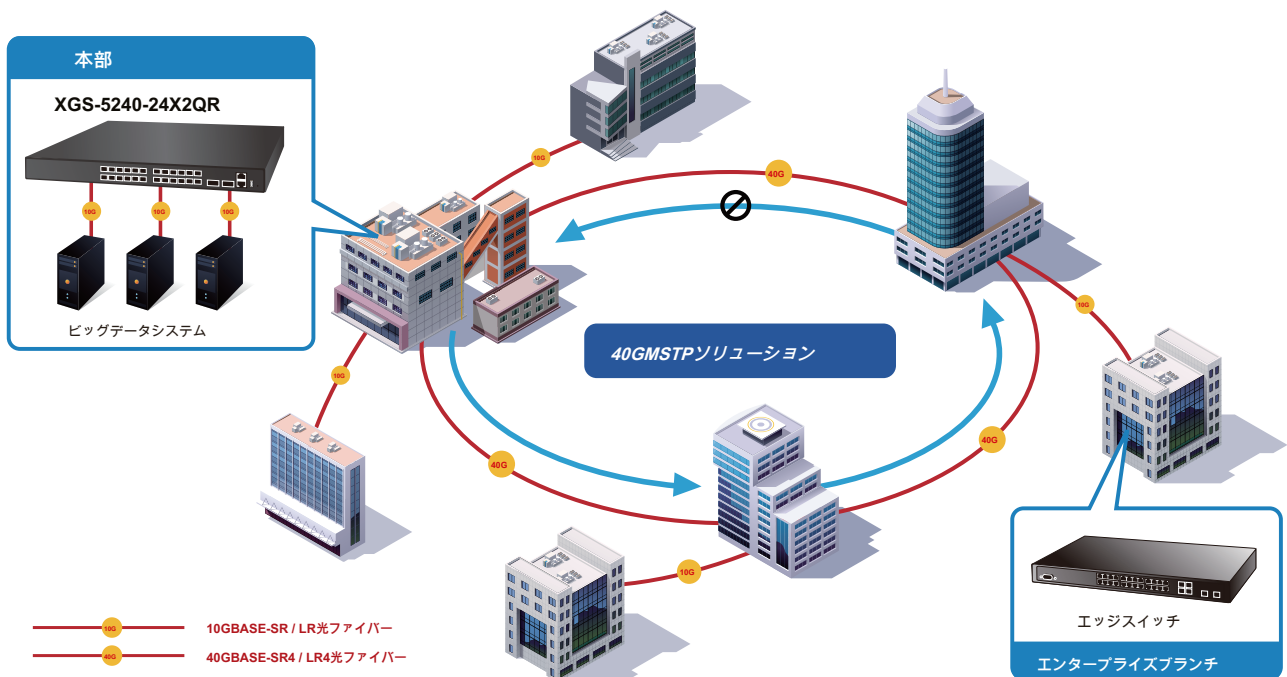 本部
XGS-5240-24X2QR
10G
10G
10G
ビッグデータシステム
10G
40G
40GMSTPソリューション
10G
10G
40G
40G
10G
エッジスイッチ
エンタープライズブランチ
10G 10GBASE-SR / LR光ファイバー
40G 40GBASE-SR4 / LR4光ファイバー